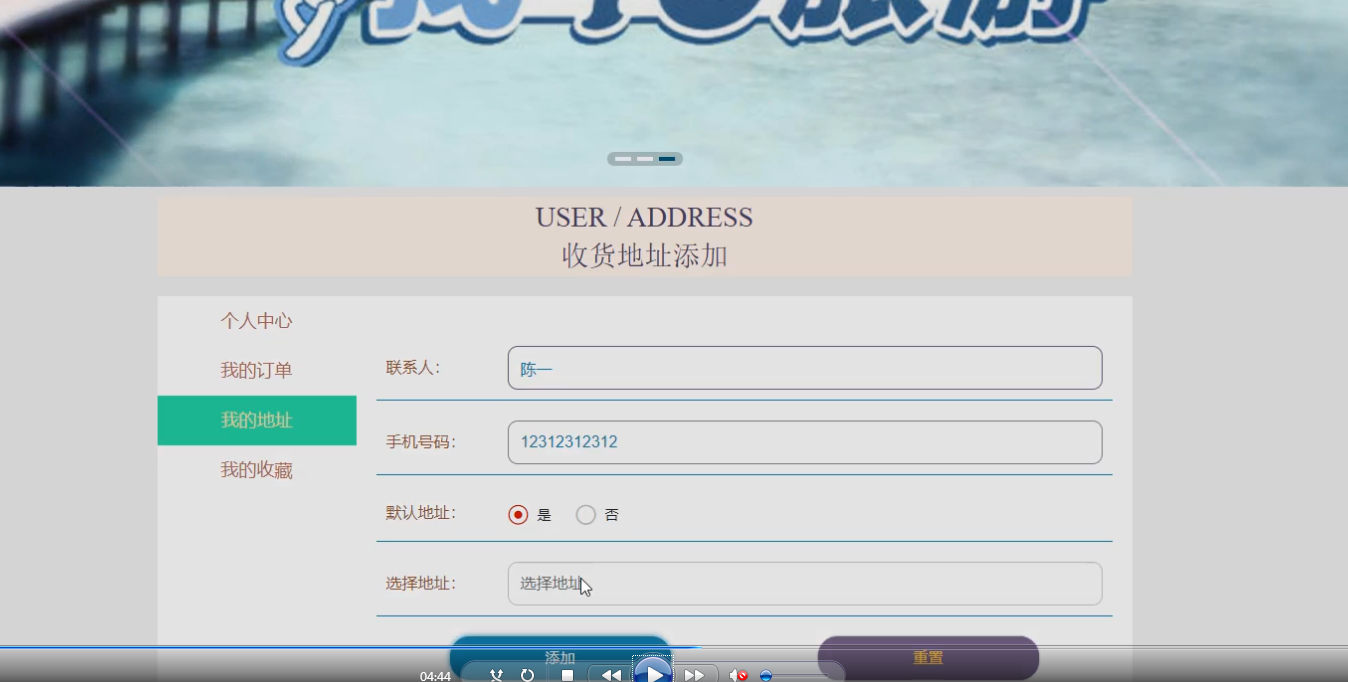 旅游
USER / ADDRESS
收货地址添加
个人中心
我的订单
我的地址
我的收藏
联系人：
陈一
手机号码：
12312312312
默认地址：
是
否
选择地址：
选择地址
添加
重置
04:44